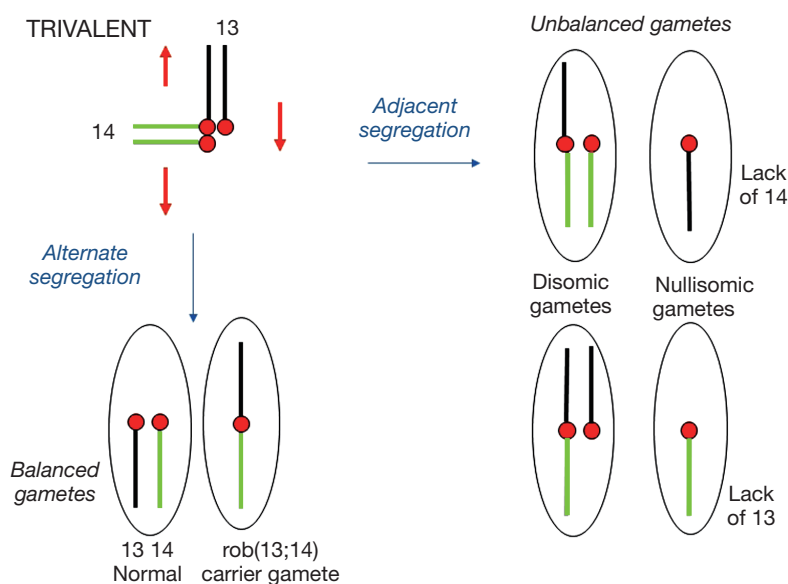 TRIVALENT
13
14
Adjacent
segregation
Alternate
segregation
Balanced
gametes
13 14
Normal
rob(13;14)
carrier gamete
Unbalanced gametes
Lack
of 14
Disomic
gametes
Nullisomic
gametes
Lack
of 13